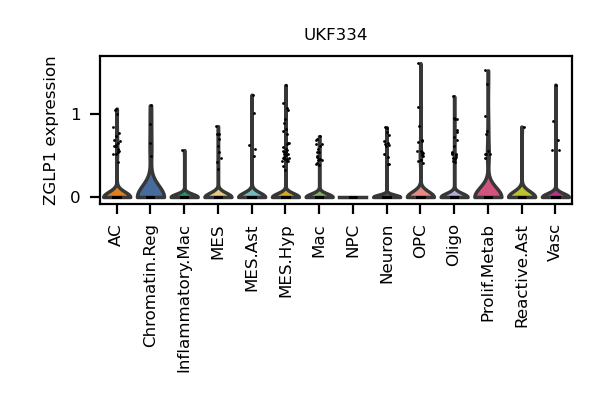 UKF334
ZGLP1 expression
1
0
AC
Chromatin.Reg
Inflammatory.Mac
MES
MES.Ast
MES.Hyp
Mac
NPC
Neuron
OPC
Oligo
Prolif.Metab
Reactive.Ast
Vasc